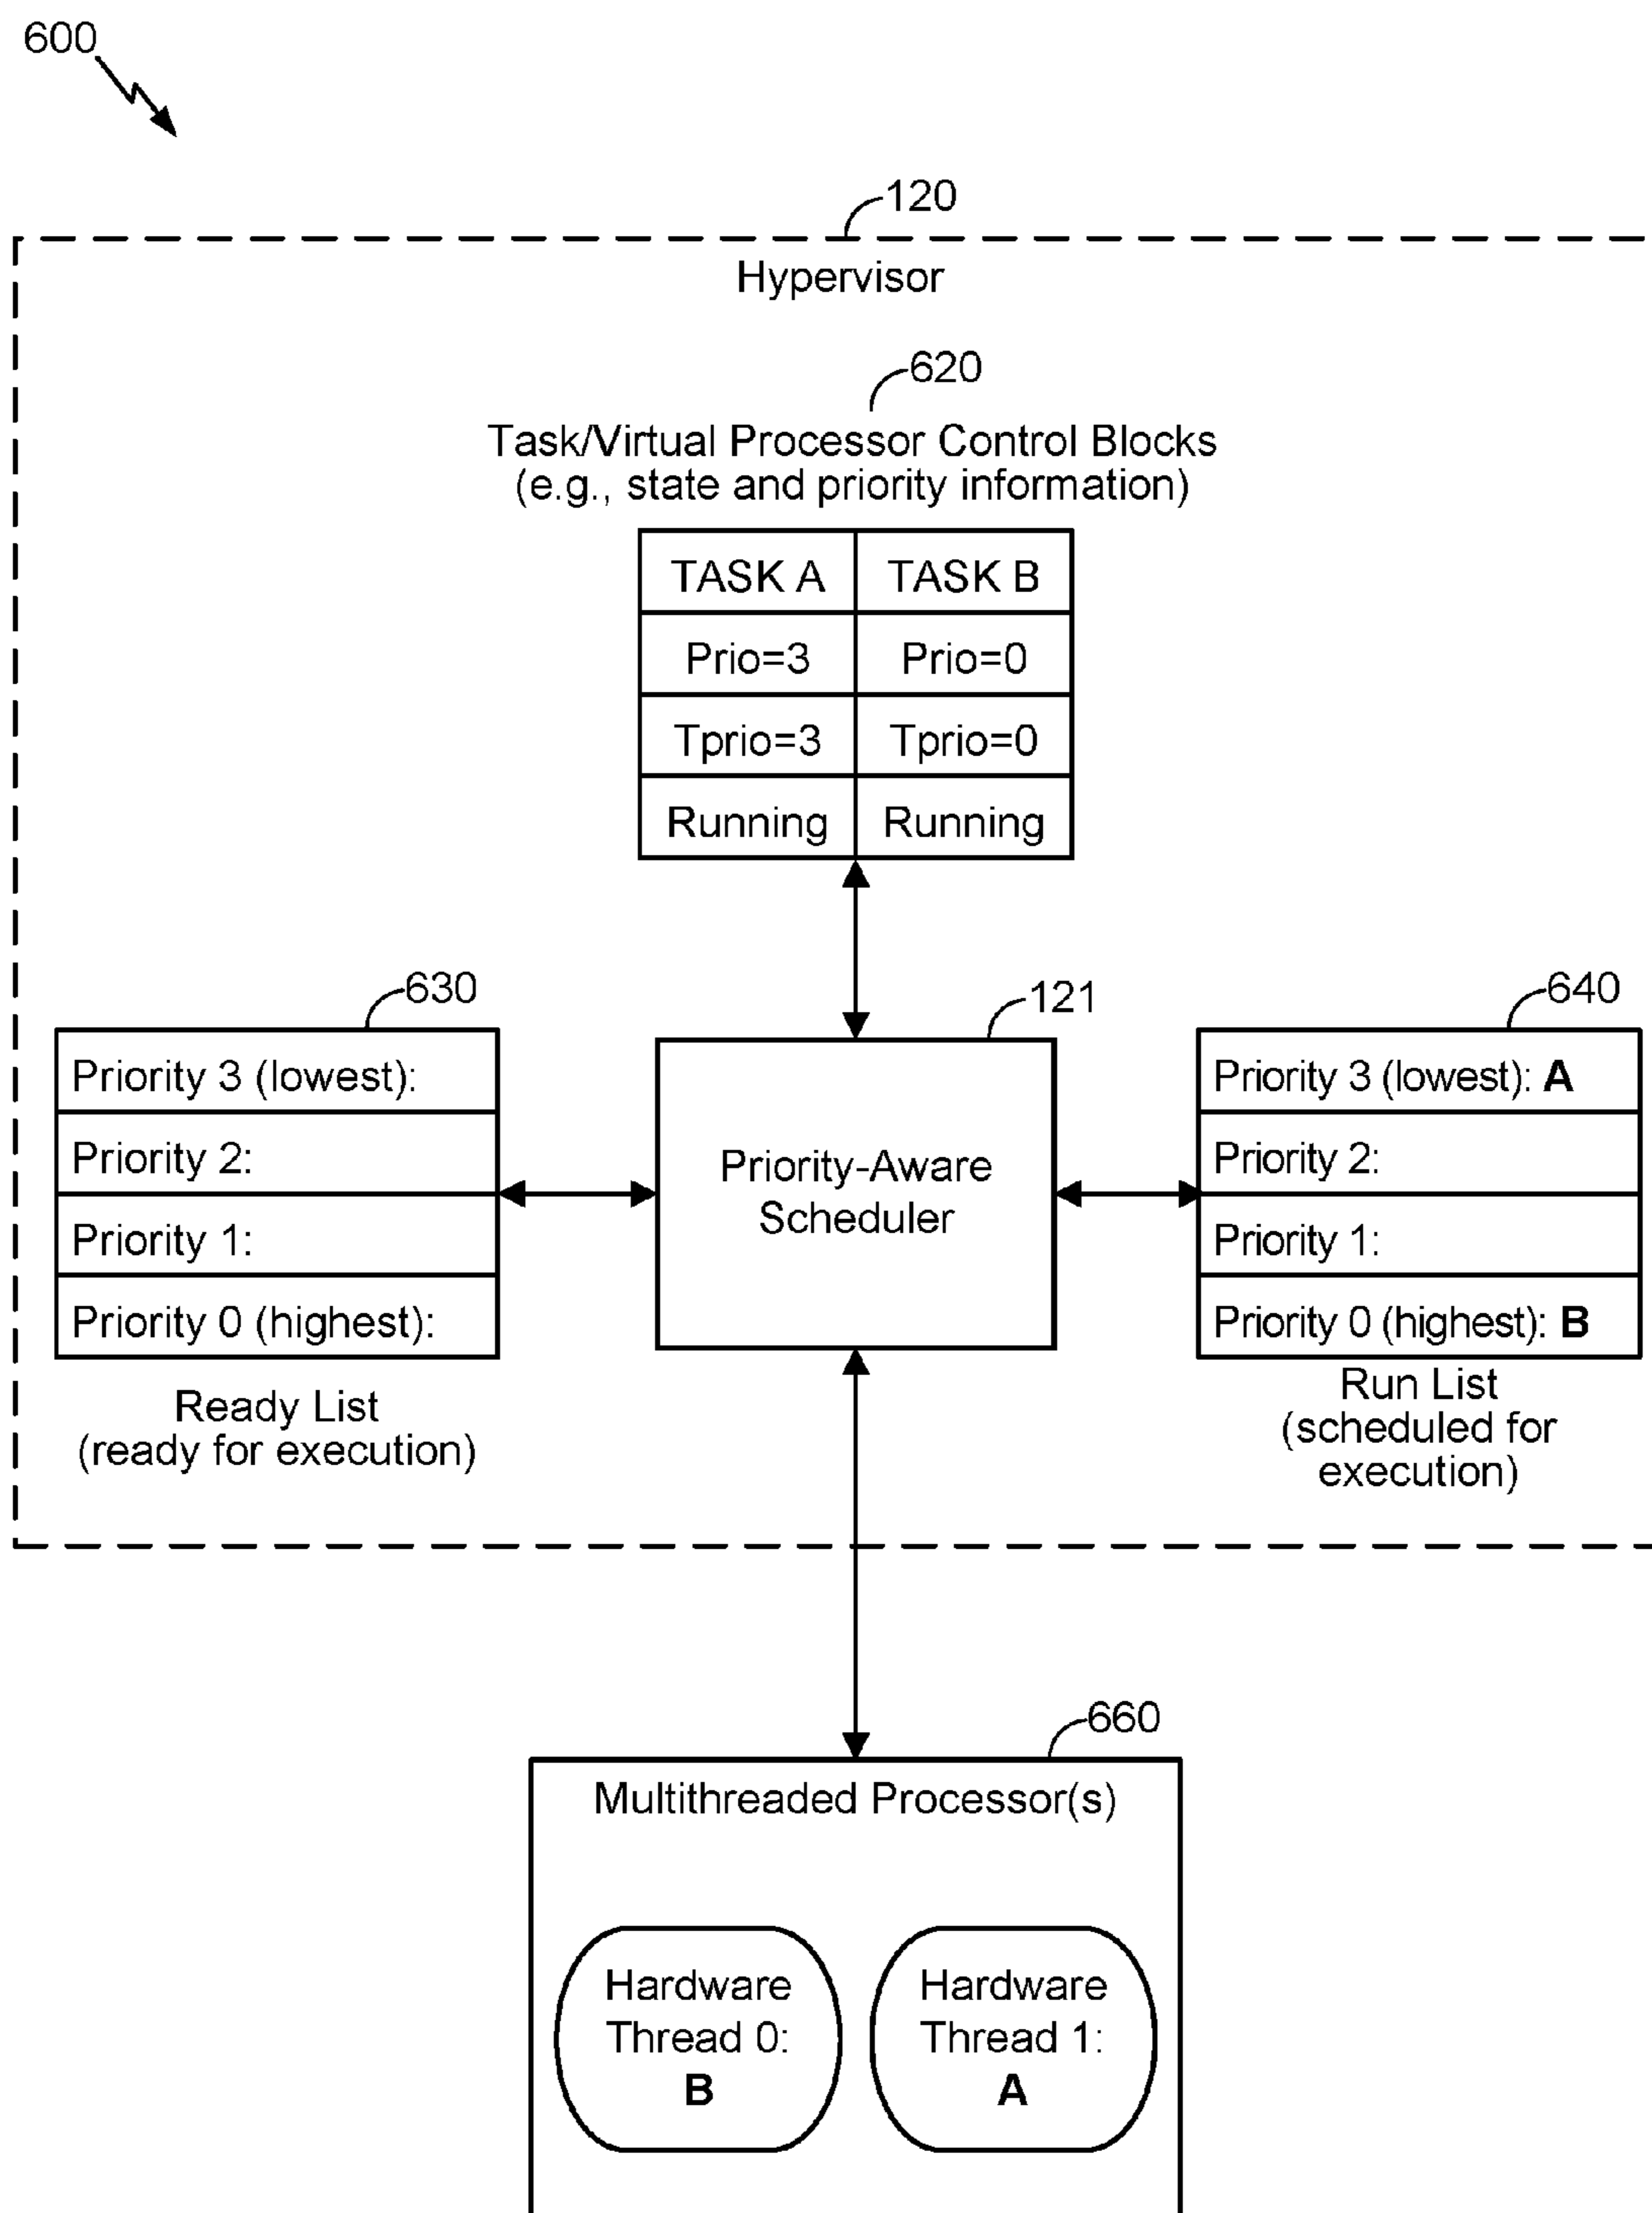 600
120
Hypervisor
620
Task/Virtual Processor Control Blocks
(e.g., state and priority information)
TASK A TASK B
Prio=3 Prio=0
Tprio=3 Tprio=0
Running Running
630
Priority 3 (lowest):
Priority 2:
Priority 1:
Priority 0 (highest):
Ready List
(ready for execution)
121
Priority-Aware
Scheduler
640
Priority 3 (lowest): A
Priority 2:
Priority 1:
Priority 0 (highest): B
Run List
(scheduled for
execution)
660
Multithreaded Processor(s)
Hardware
Thread 0:
B
Hardware
Thread 1:
A